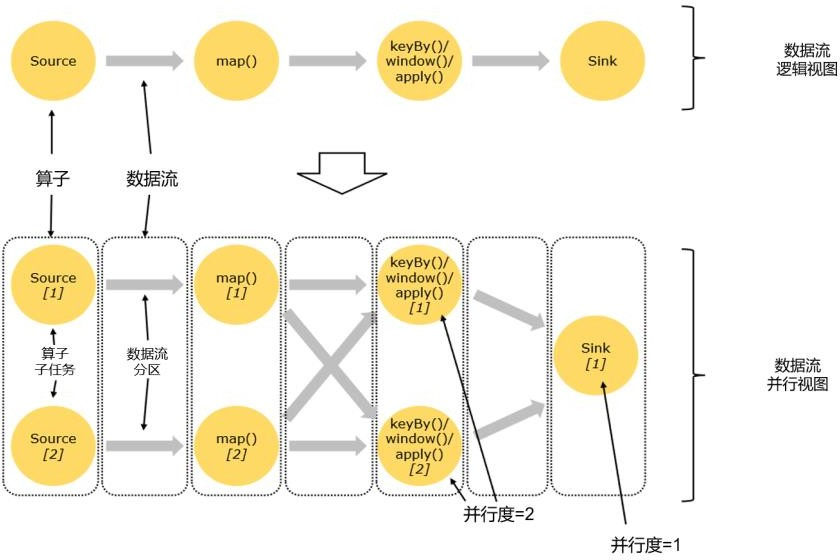 Source
map()
keyBy()/
window()/
apply()
Sink
数据流
逻辑视图
算子
数据流
Source
[1]
map()
[1]
keyBy()/
window()/
apply()
[1]
算子
子任务
数据流
分区
Sink
[1]
数据流
并行视图
Source
[2]
map()
[2]
keyBy()/
window()/
apply()
[2]
并行度=2
并行度=1